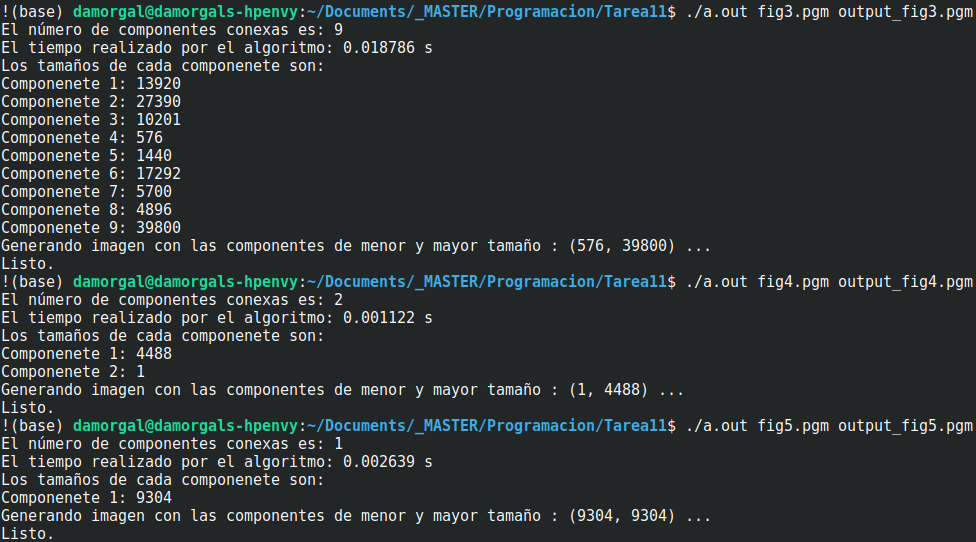 !(base) damorgal@damorgals-hpenvy:~/Documents/_MASTER/Programacion/Tarea11$ ./a.out fig3.pgm output_fig3.pgm
El número de componentes conexas es: 9
El tiempo realizado por el algoritmo: 0.018786 s
Los tamaños de cada componenete son:
Componenete 1: 13920
Componenete 2: 27390
Componenete 3: 10201
Componenete 4: 576
Componenete 5: 1440
Componenete 6: 17292
Componenete 7: 5700
Componenete 8: 4896
Componenete 9: 39800
Generando imagen con las componentes de menor y mayor tamaño : (576, 39800) ...
Listo.
!(base) damorgal@damorgals-hpenvy:~/Documents/_MASTER/Programacion/Tarea11$ ./a.out fig4.pgm output_fig4.pgm
El número de componentes conexas es: 2
El tiempo realizado por el algoritmo: 0.001122 s
Los tamaños de cada componenete son:
Componenete 1: 4488
Componenete 2: 1
Generando imagen con las componentes de menor y mayor tamaño : (1, 4488) ...
Listo.
!(base) damorgal@damorgals-hpenvy:~/Documents/_MASTER/Programacion/Tarea11$ ./a.out fig5.pgm output_fig5.pgm
El número de componentes conexas es: 1
El tiempo realizado por el algoritmo: 0.002639 s
Los tamaños de cada componenete son:
Componenete 1: 9304
Generando imagen con las componentes de menor y mayor tamaño : (9304, 9304) ...
Listo.